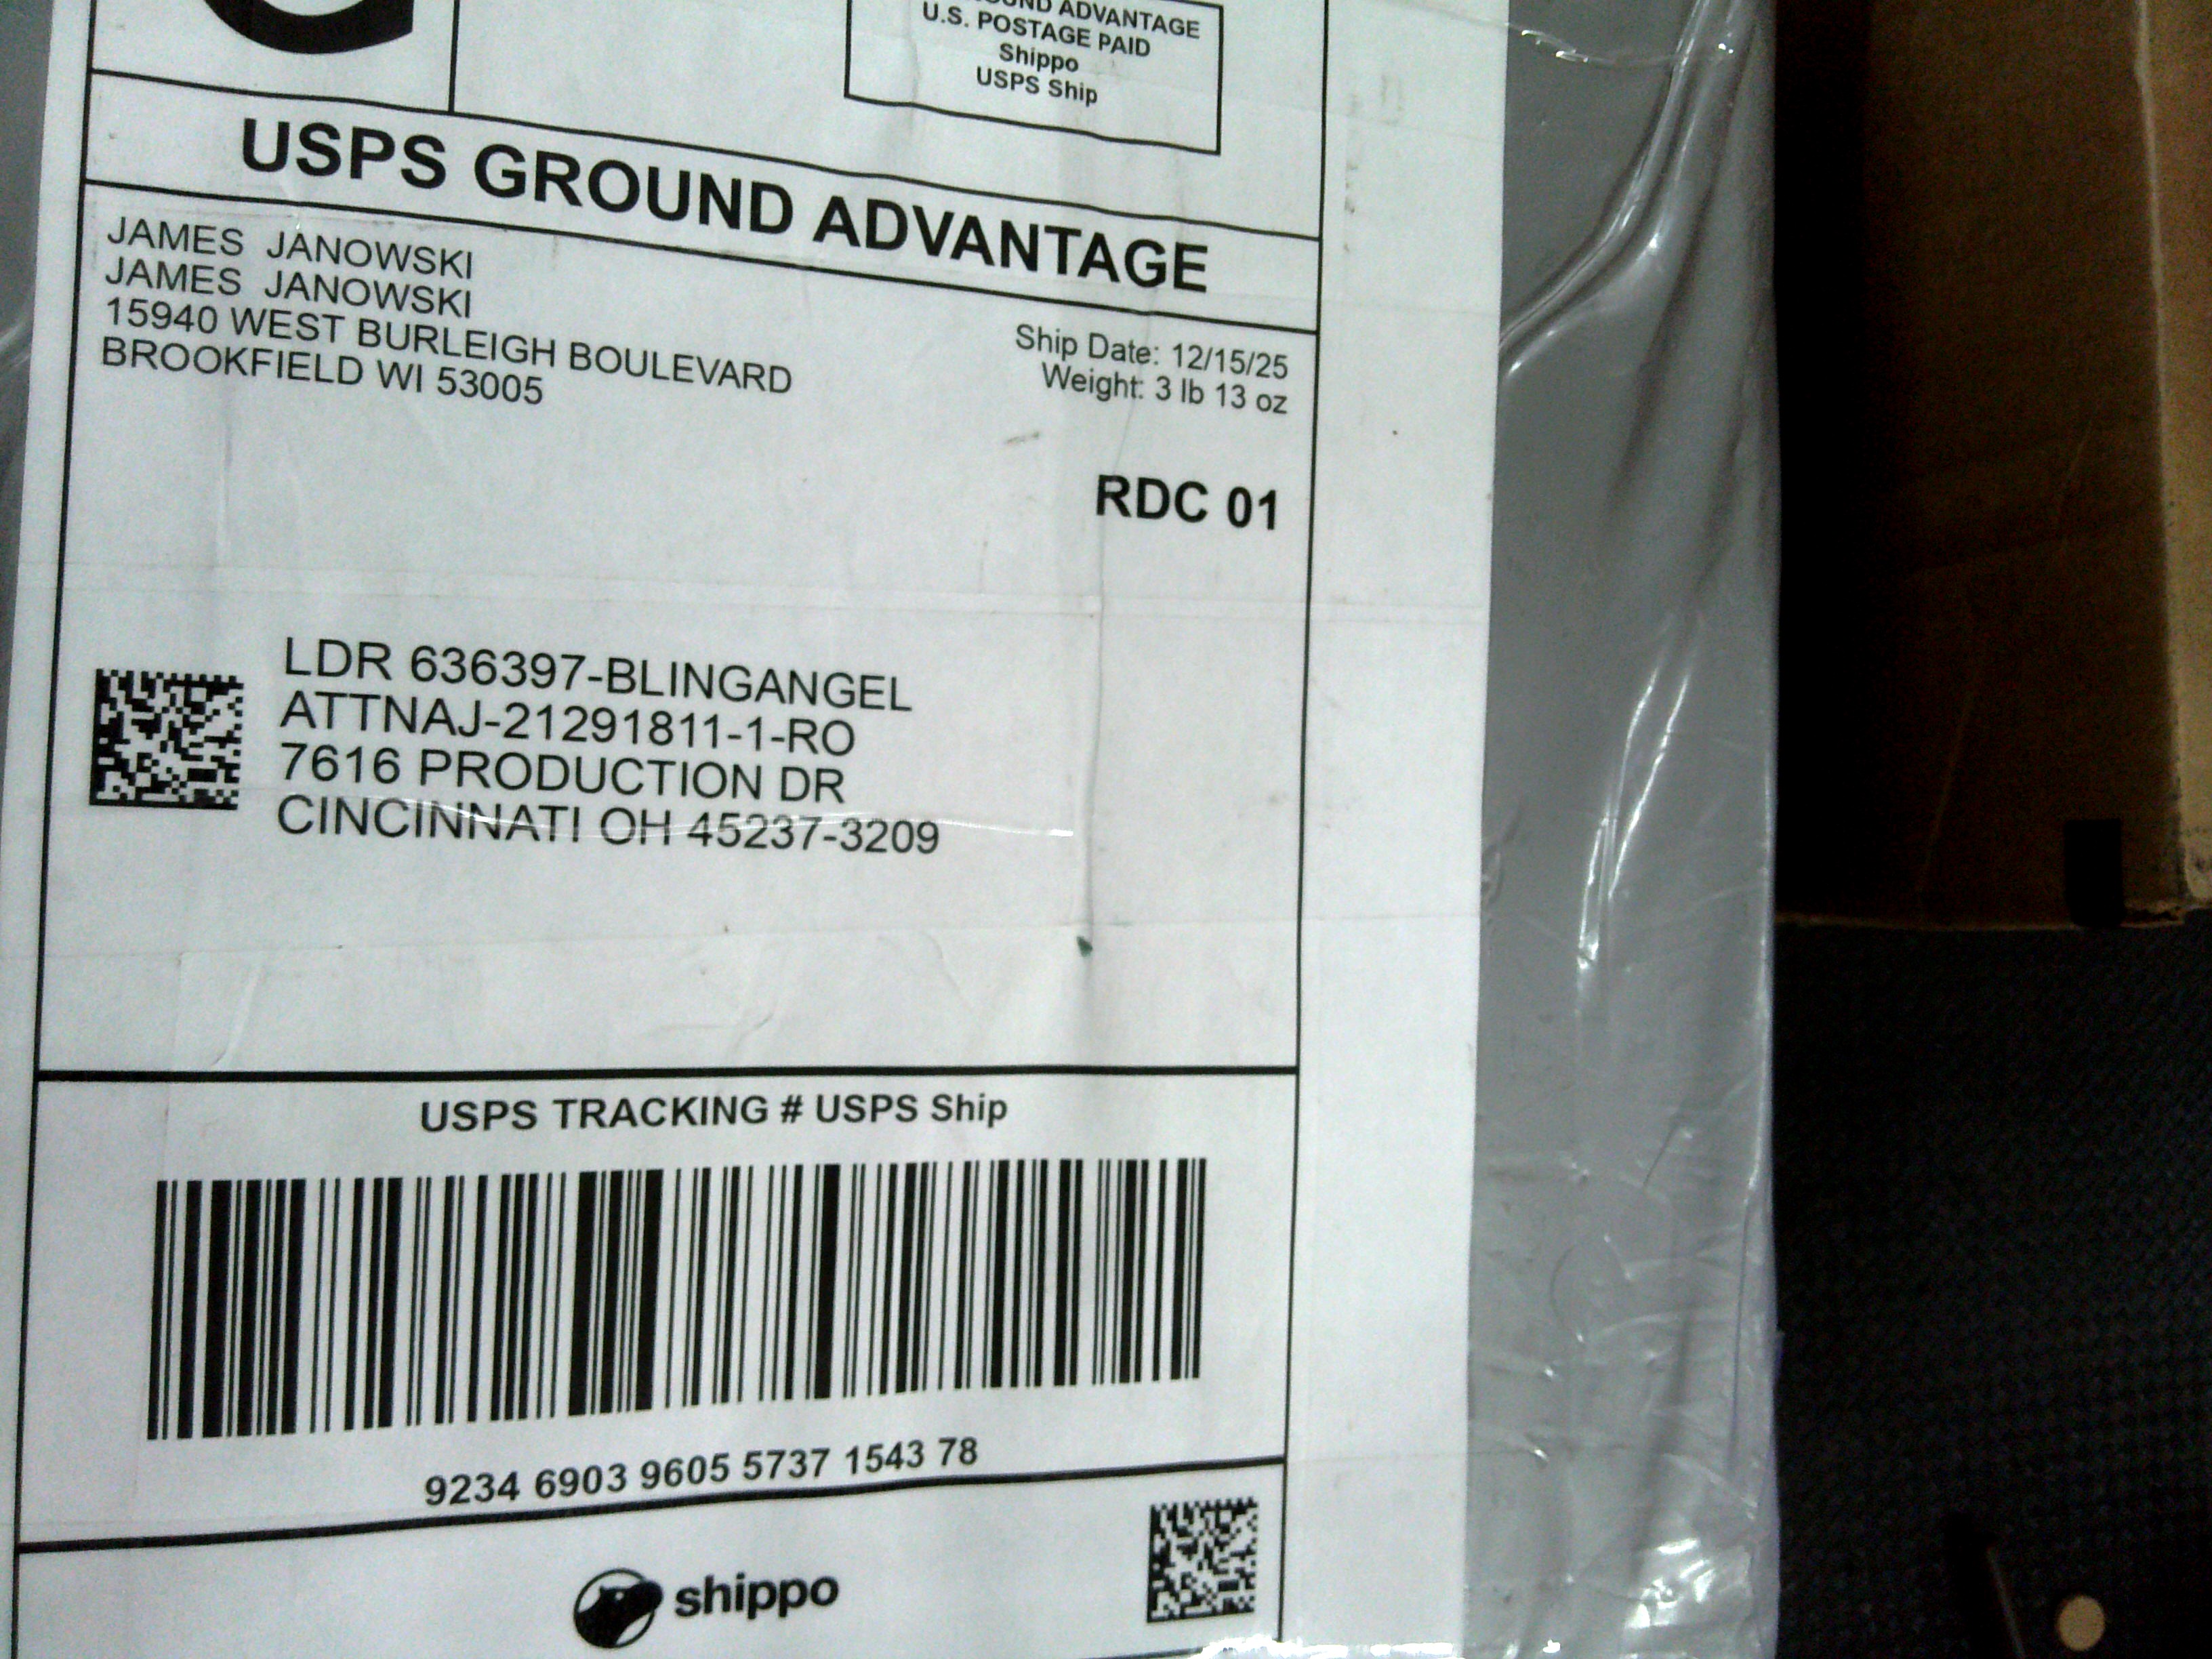 GROUND ADVANTAGE
U.S. POSTAGE PAID
Shippo
USPS Ship
USPS GROUND ADVANTAGE
JAMES JANOWSKI
JAMES JANOWSKI
15940 WEST BURLEIGH BOULEVARD
BROOKFIELD WI 53005
Ship Date: 12/15/25
Weight: 3 lb 13 oz
RDC 01
LDR 636397-BLINGANGEL
ATTNAJ-21291811-1-RO
7616 PRODUCTION DR
CINCINNATI OH 45237-3209
USPS TRACKING # USPS Ship
9234 6903 9605 5737 1543 78
shippo